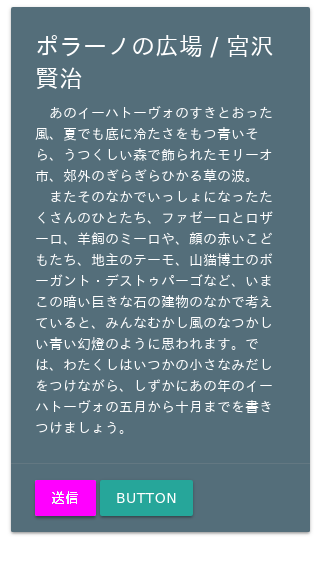 ポラーノの広場 / 宮沢
賢治
　あのイーハトーヴォのすきとおった
風、夏でも底に冷たさをもつ青いそ
ら、うつくしい森で飾られたモリーオ
市、郊外のぎらぎらひかる草の波。
　またそのなかでいっしょになったた
くさんのひとたち、ファゼーロとロザ
ーロ、羊飼のミーロや、顔の赤いこど
もたち、地主のテーモ、山猫博士のボ
ーガント・デストゥパーゴなど、いま
この暗い巨きな石の建物のなかで考え
ていると、みんなむかし風のなつかし
い青い幻燈のように思われます。で
は、わたくしはいつかの小さなみだし
をつけながら、しずかにあの年のイー
ハトーヴォの五月から十月までを書き
つけましょう。
送信 BUTTON